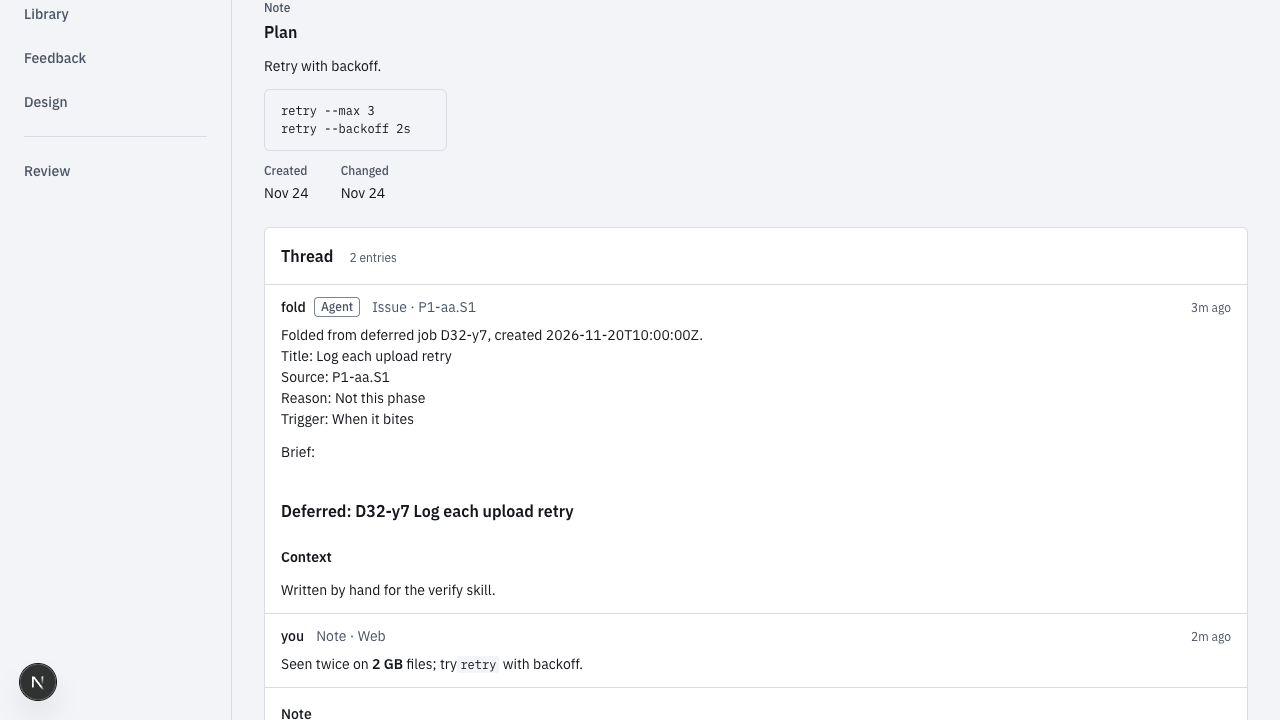 Library
Feedback
Design
Review
Note
Plan
Retry with backoff.
retry --max 3
retry --backoff 2s
Created Changed
Nov 24 Nov 24
Thread 2 entries
fold Agent Issue · P1-aa.S1 3m ago
Folded from deferred job D32-y7, created 2026-11-20T10:00:00Z.
Title: Log each upload retry
Source: P1-aa.S1
Reason: Not this phase
Trigger: When it bites
Brief:
Deferred: D32-y7 Log each upload retry
Context
Written by hand for the verify skill.
you Note · Web 2m ago
Seen twice on 2 GB files; try retry with backoff.
Note
N